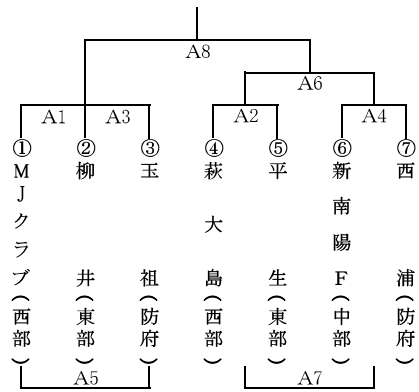 A8
A6
A1
A3
A2
A4
①MJクラブ(西部)
②柳井(東部)
③玉祖(防府)
④萩大島(西部)
⑤平生(東部)
⑥新南陽F(中部)
⑦西浦(防府)
A5
A7